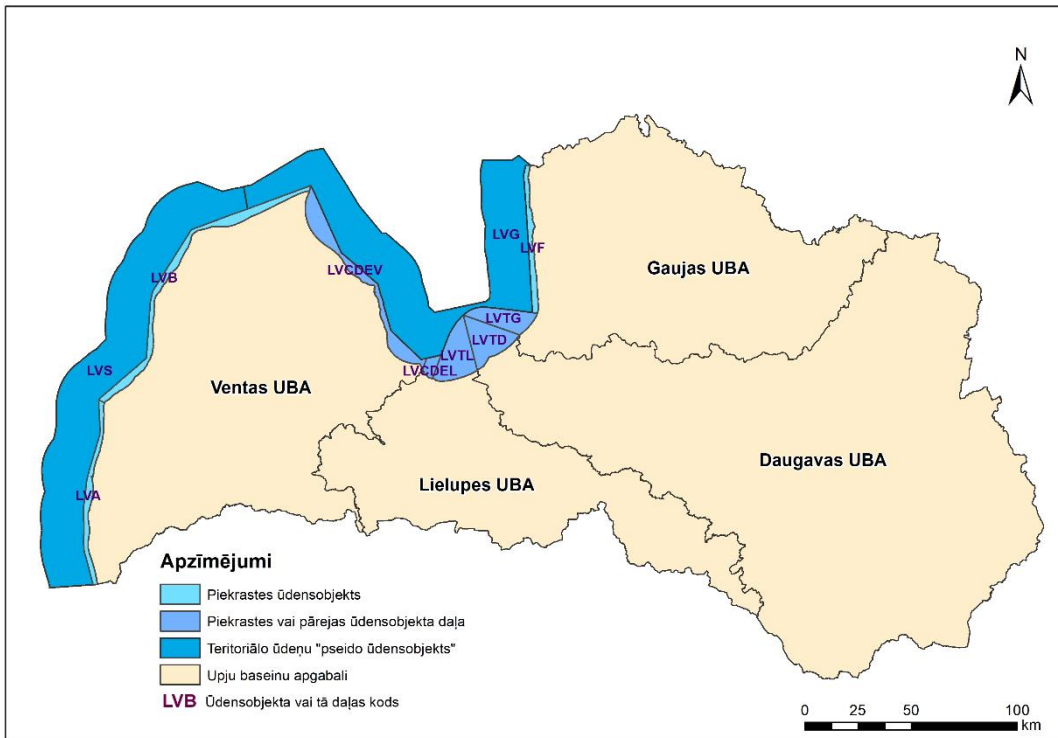 N
LVG
LVF
Gaujas UBA
LVCDEV
LVB
LVTG
LVTD
LVTL
LVCDEL
LVS
Ventas UBA
Daugavas UBA
Lielupes UBA
LVA
Apzīmējumi
Piekrastes ūdensobjekts
Piekrastes vai pārejas ūdensobjekta daļa
Teritoriālo ūdeņu "pseido ūdensobjekts"
Upju baseinu apgabali
LVB Ūdensobjekta vai tā daļas kods
0 25 50 100
km